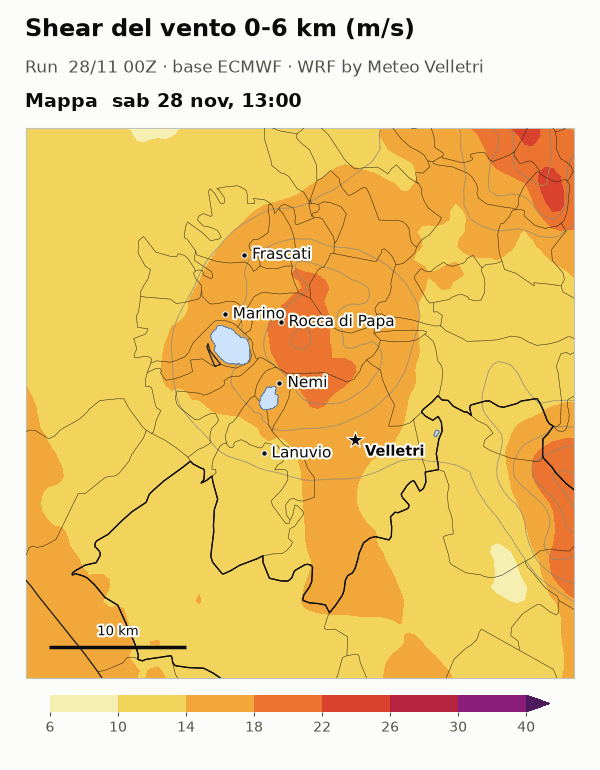 Shear del vento 0-6 km (m/s)
Run  28/11 00Z · base ECMWF · WRF by Meteo Velletri
Mappa  sab 28 nov, 13:00
Frascati
Marino
Rocca di Papa
Nemi
Velletri
Lanuvio
10 km
6 10 14 18 22 26 30 40